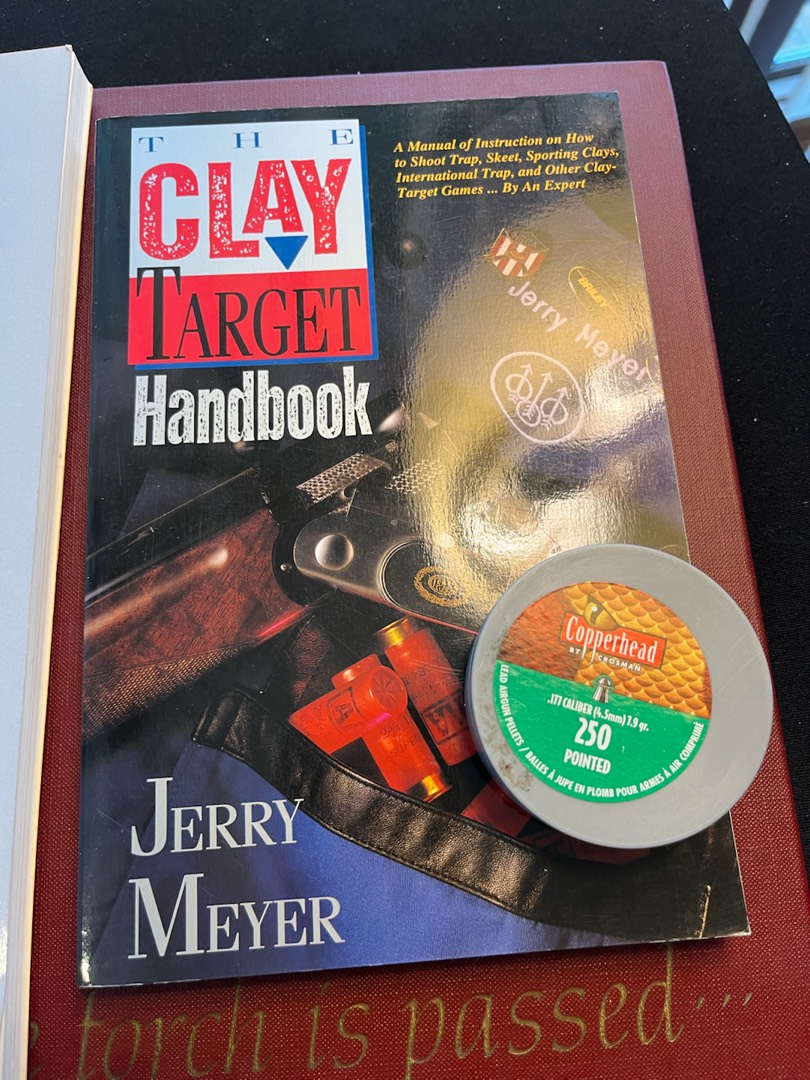 THE
CLAY
TARGET
Handbook
A Manual of Instruction on How
to Shoot Trap, Skeet, Sporting Clays,
International Trap, and Other Clay-
Target Games ... By An Expert
BRILEY
Jerry Meyer
JERRY
MEYER
Copperhead
BY CROSMAN
.177 CALIBER (4.5mm) 7.9 gr.
250
POINTED
LEAD AIRGUN PELLETS / BALLES À JUPE EN PLOMB POUR ARMES À AIR COMPRIMÉ
torch is passed...